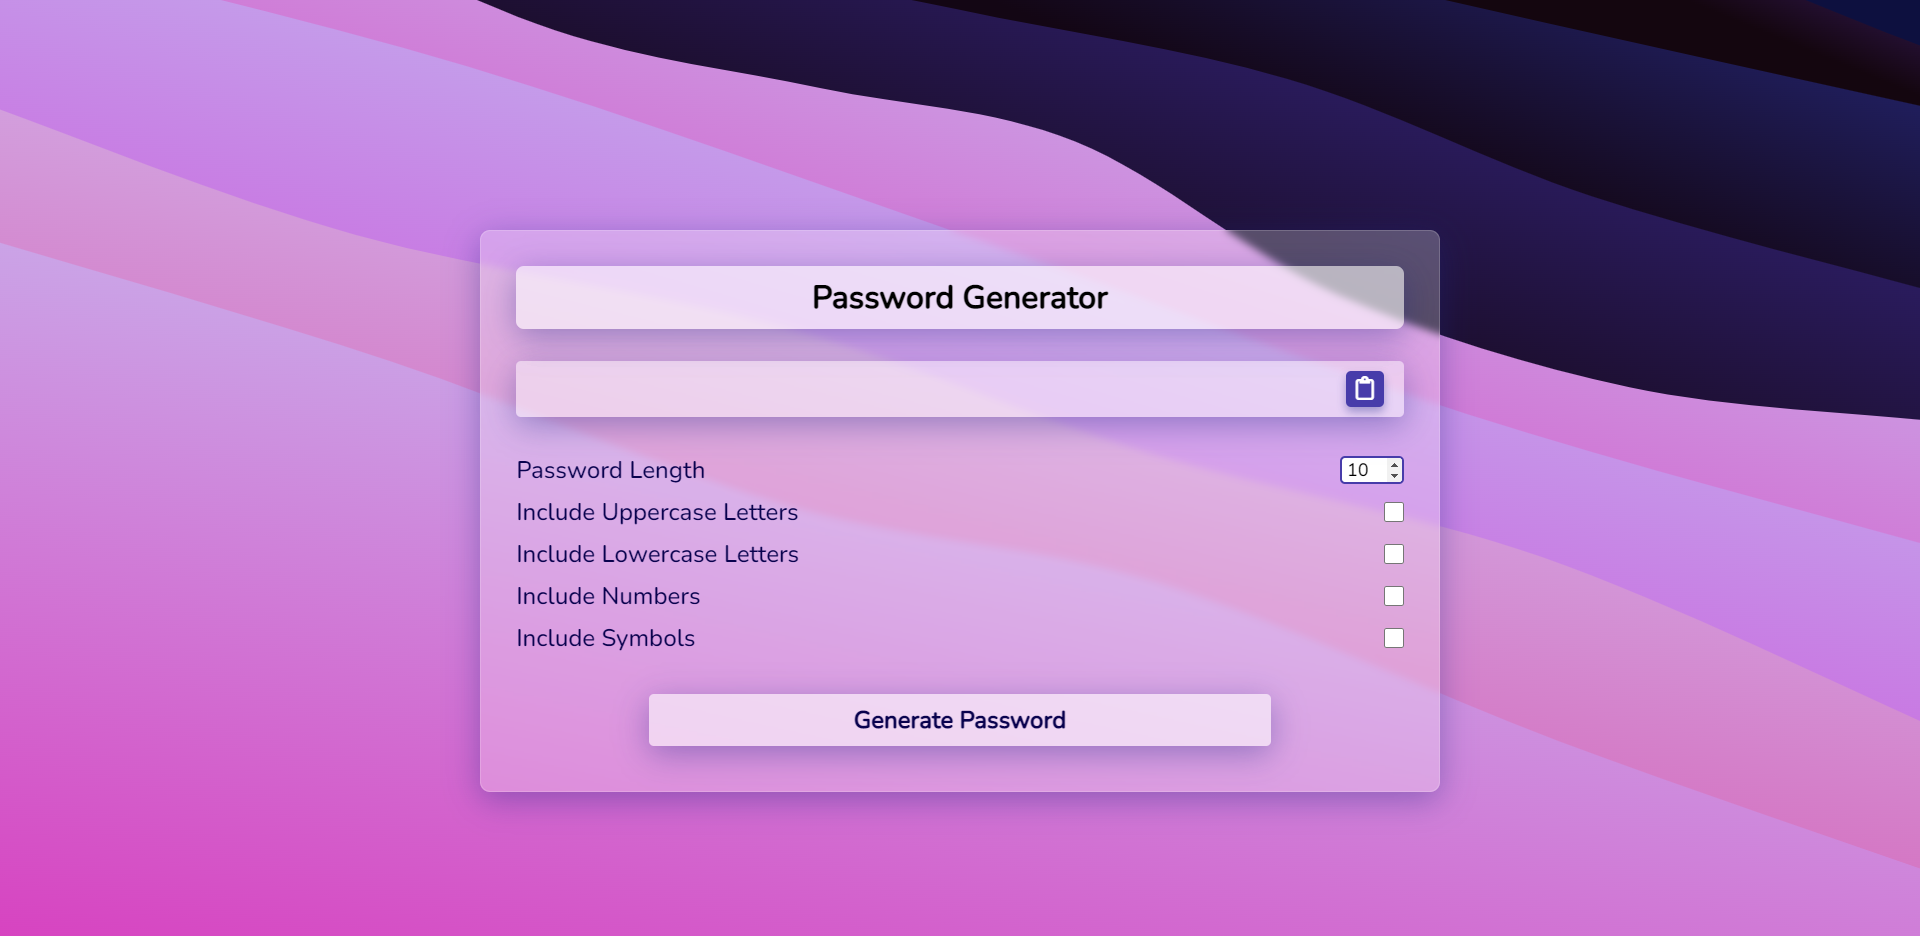 Password Generator
Password Length 10
Include Uppercase Letters
Include Lowercase Letters
Include Numbers
Include Symbols
Generate Password